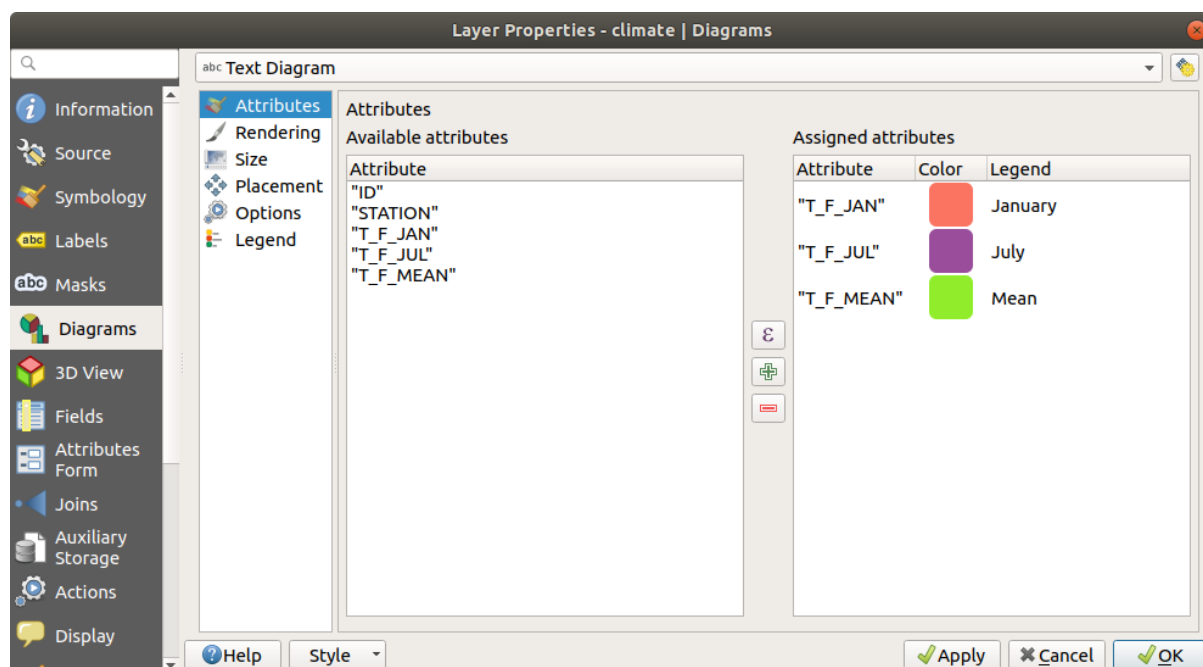 Layer Properties - climate | Diagrams
abc Text Diagram
Information
Source
Symbology
abc Labels
abc Masks
Diagrams
3D View
Fields
Attributes
Form
Joins
Auxiliary
Storage
Actions
Display
Attributes
Rendering
Size
Placement
Options
Legend
Attributes
Available attributes
Attribute
"ID"
"STATION"
"T_F_JAN"
"T_F_JUL"
"T_F_MEAN"
ε
Assigned attributes
Attribute Color Legend
"T_F_JAN" January
"T_F_JUL" July
"T_F_MEAN" Mean
Help Style Apply Cancel OK